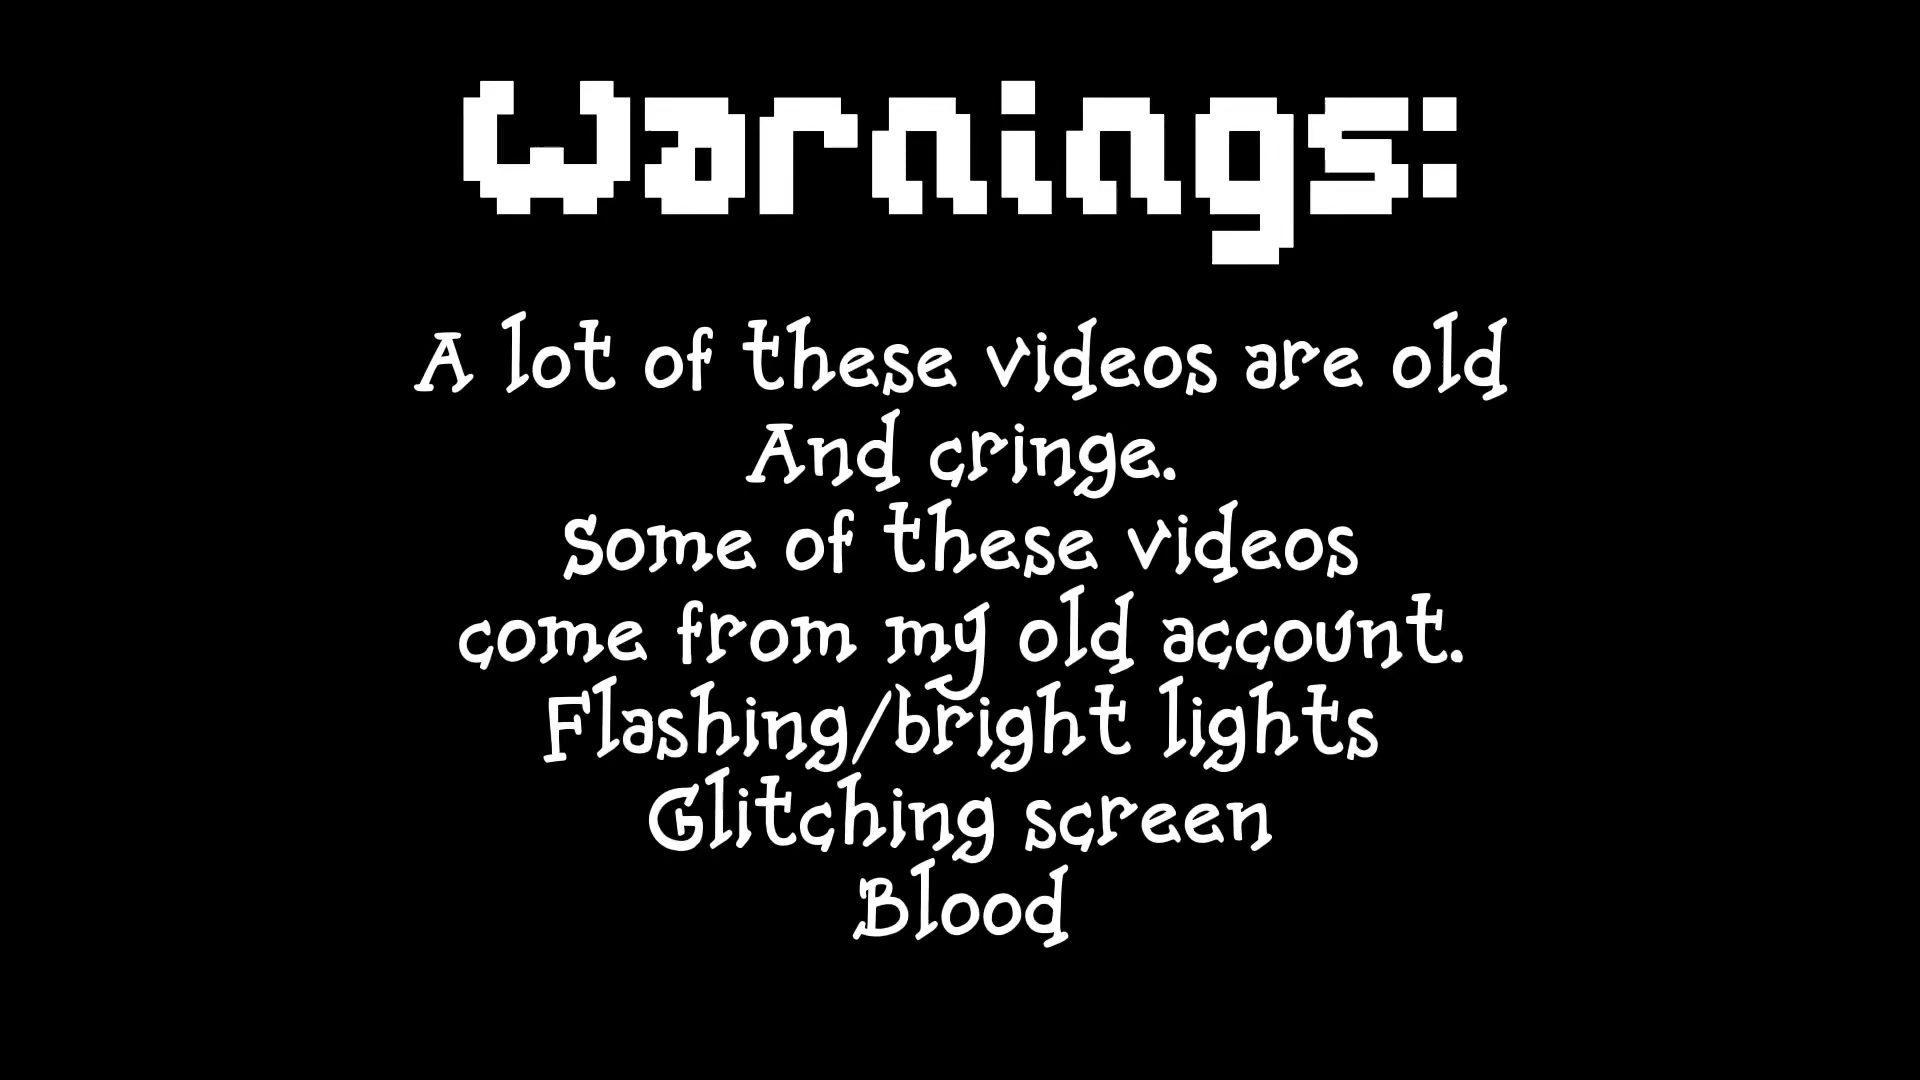 Warnings:
A lot of these videos are old
And cringe.
Some of these videos
come from my old account.
Flashing/bright lights
Glitching screen
Blood